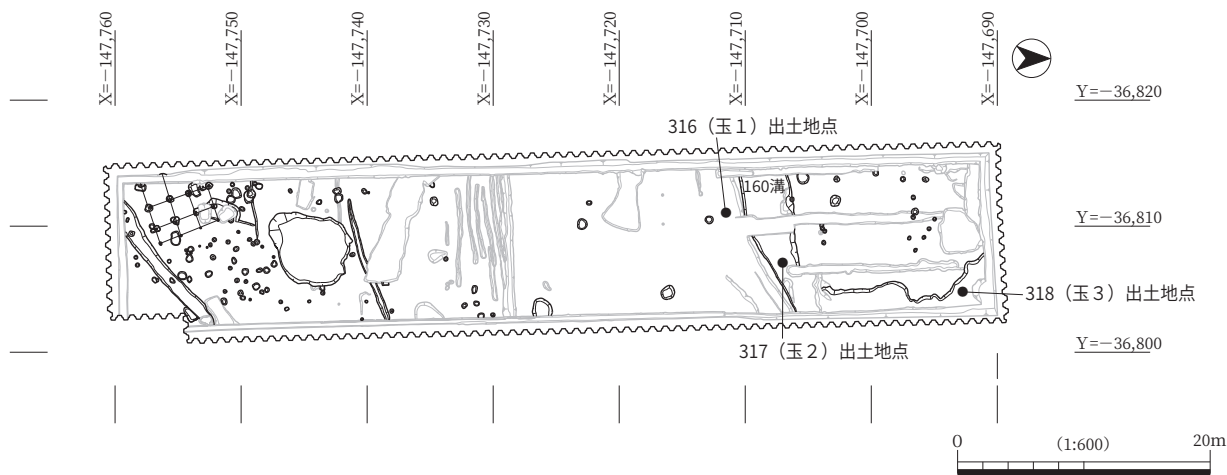 X=−147,760
X=−147,750
X=−147,740
X=−147,730
X=−147,720
X=−147,710
X=−147,700
X=−147,690
Y=−36,820
316（玉１）出土地点
160溝
Y=−36,810
318（玉３）出土地点
317（玉２）出土地点
Y=−36,800
0 （1:600） 20m